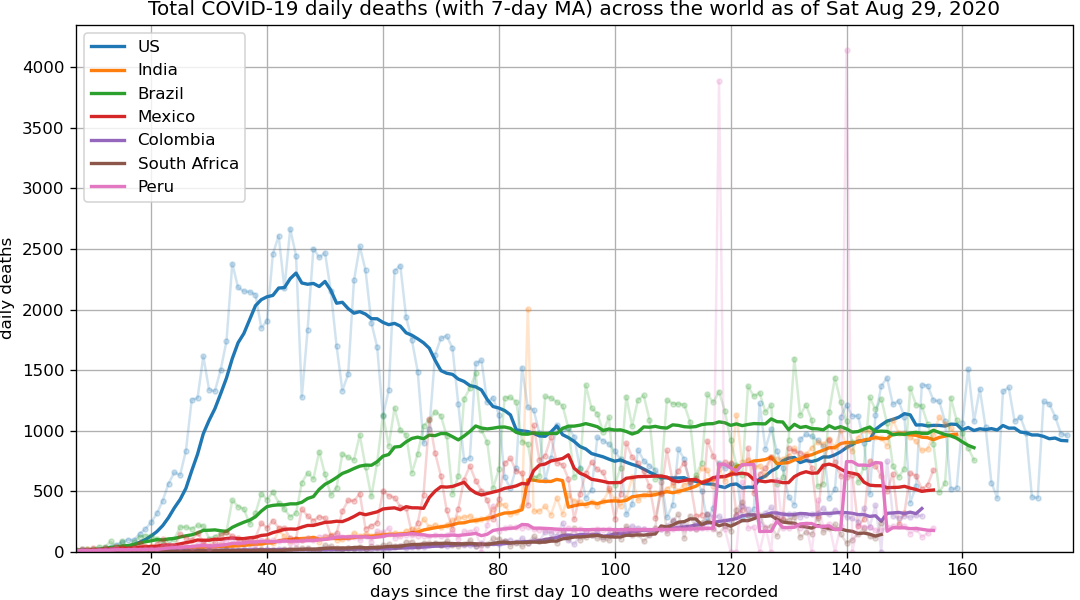 Total COVID-19 daily deaths (with 7-day MA) across the world as of Sat Aug 29, 2020
US
India
Brazil
Mexico
Colombia
South Africa
Peru
daily deaths
4000
3500
3000
2500
2000
1500
1000
500
0
20 40 60 80 100 120 140 160
days since the first day 10 deaths were recorded